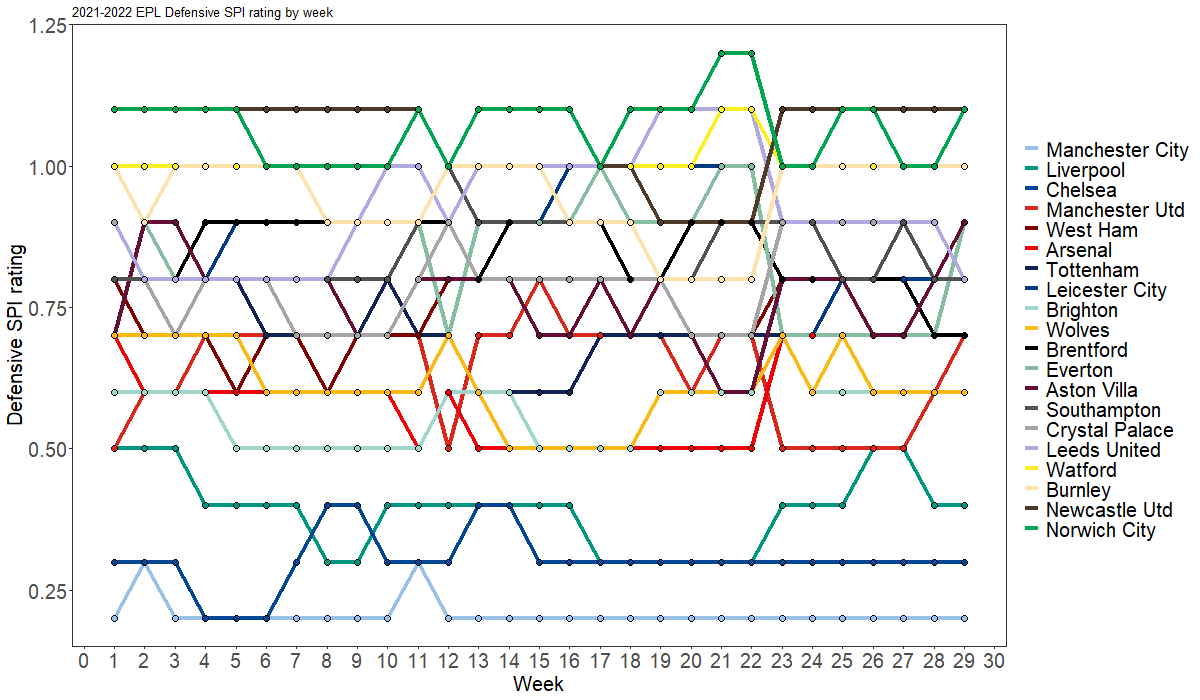 2021-2022 EPL Defensive SPI rating by week
1.25
1.00
0.75
0.50
0.25
Defensive SPI rating
0 1 2 3 4 5 6 7 8 9 10 11 12 13 14 15 16 17 18 19 20 21 22 23 24 25 26 27 28 29 30
Week
Manchester City
Liverpool
Chelsea
Manchester Utd
West Ham
Arsenal
Tottenham
Leicester City
Brighton
Wolves
Brentford
Everton
Aston Villa
Southampton
Crystal Palace
Leeds United
Watford
Burnley
Newcastle Utd
Norwich City